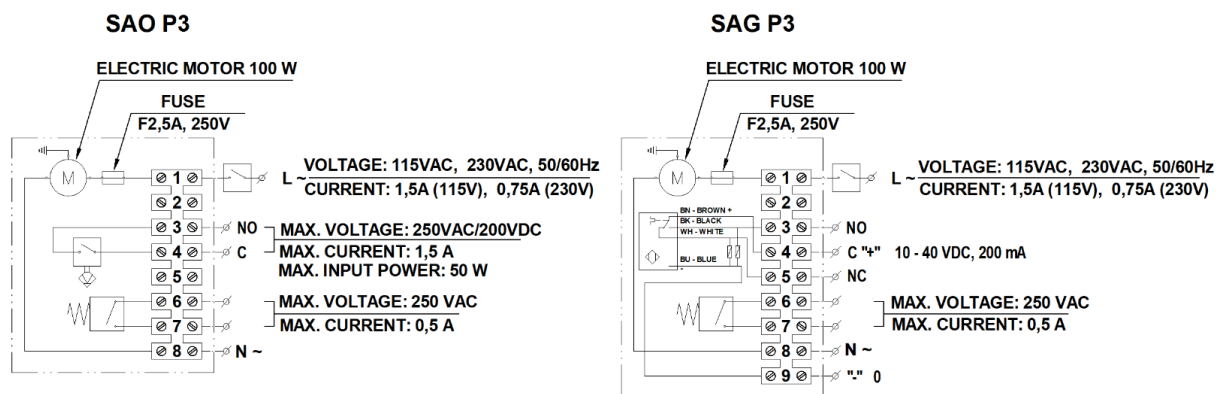 SAO P3
ELECTRIC MOTOR 100 W
FUSE
F2,5A, 250V
M
1
L ~
VOLTAGE: 115VAC, 230VAC, 50/60Hz
CURRENT: 1,5A (115V), 0,75A (230V)
2
3
NO
MAX. VOLTAGE: 250VAC/200VDC
4
C
MAX. CURRENT: 1,5 A
MAX. INPUT POWER: 50 W
5
6
MAX. VOLTAGE: 250 VAC
7
MAX. CURRENT: 0,5 A
8
N ~
SAG P3
ELECTRIC MOTOR 100 W
FUSE
F2,5A, 250V
M
1
L ~
VOLTAGE: 115VAC, 230VAC, 50/60Hz
CURRENT: 1,5A (115V), 0,75A (230V)
2
BN - BROWN +
BK - BLACK
3
NO
WH - WHITE
4
C "+" 10 - 40 VDC, 200 mA
BU - BLUE
-
5
NC
6
MAX. VOLTAGE: 250 VAC
7
MAX. CURRENT: 0,5 A
8
N ~
9
"-" 0